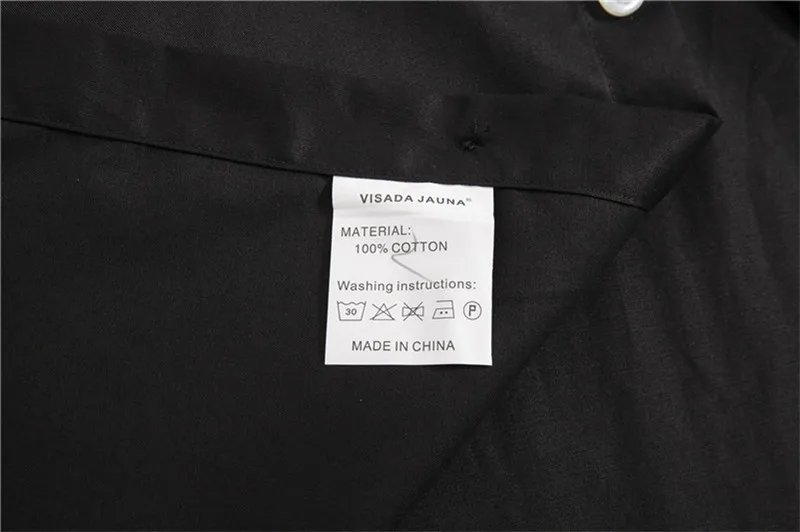 VISADA JAUNA®
MATERIAL:
100% COTTON
Washing instructions:
30 P
MADE IN CHINA